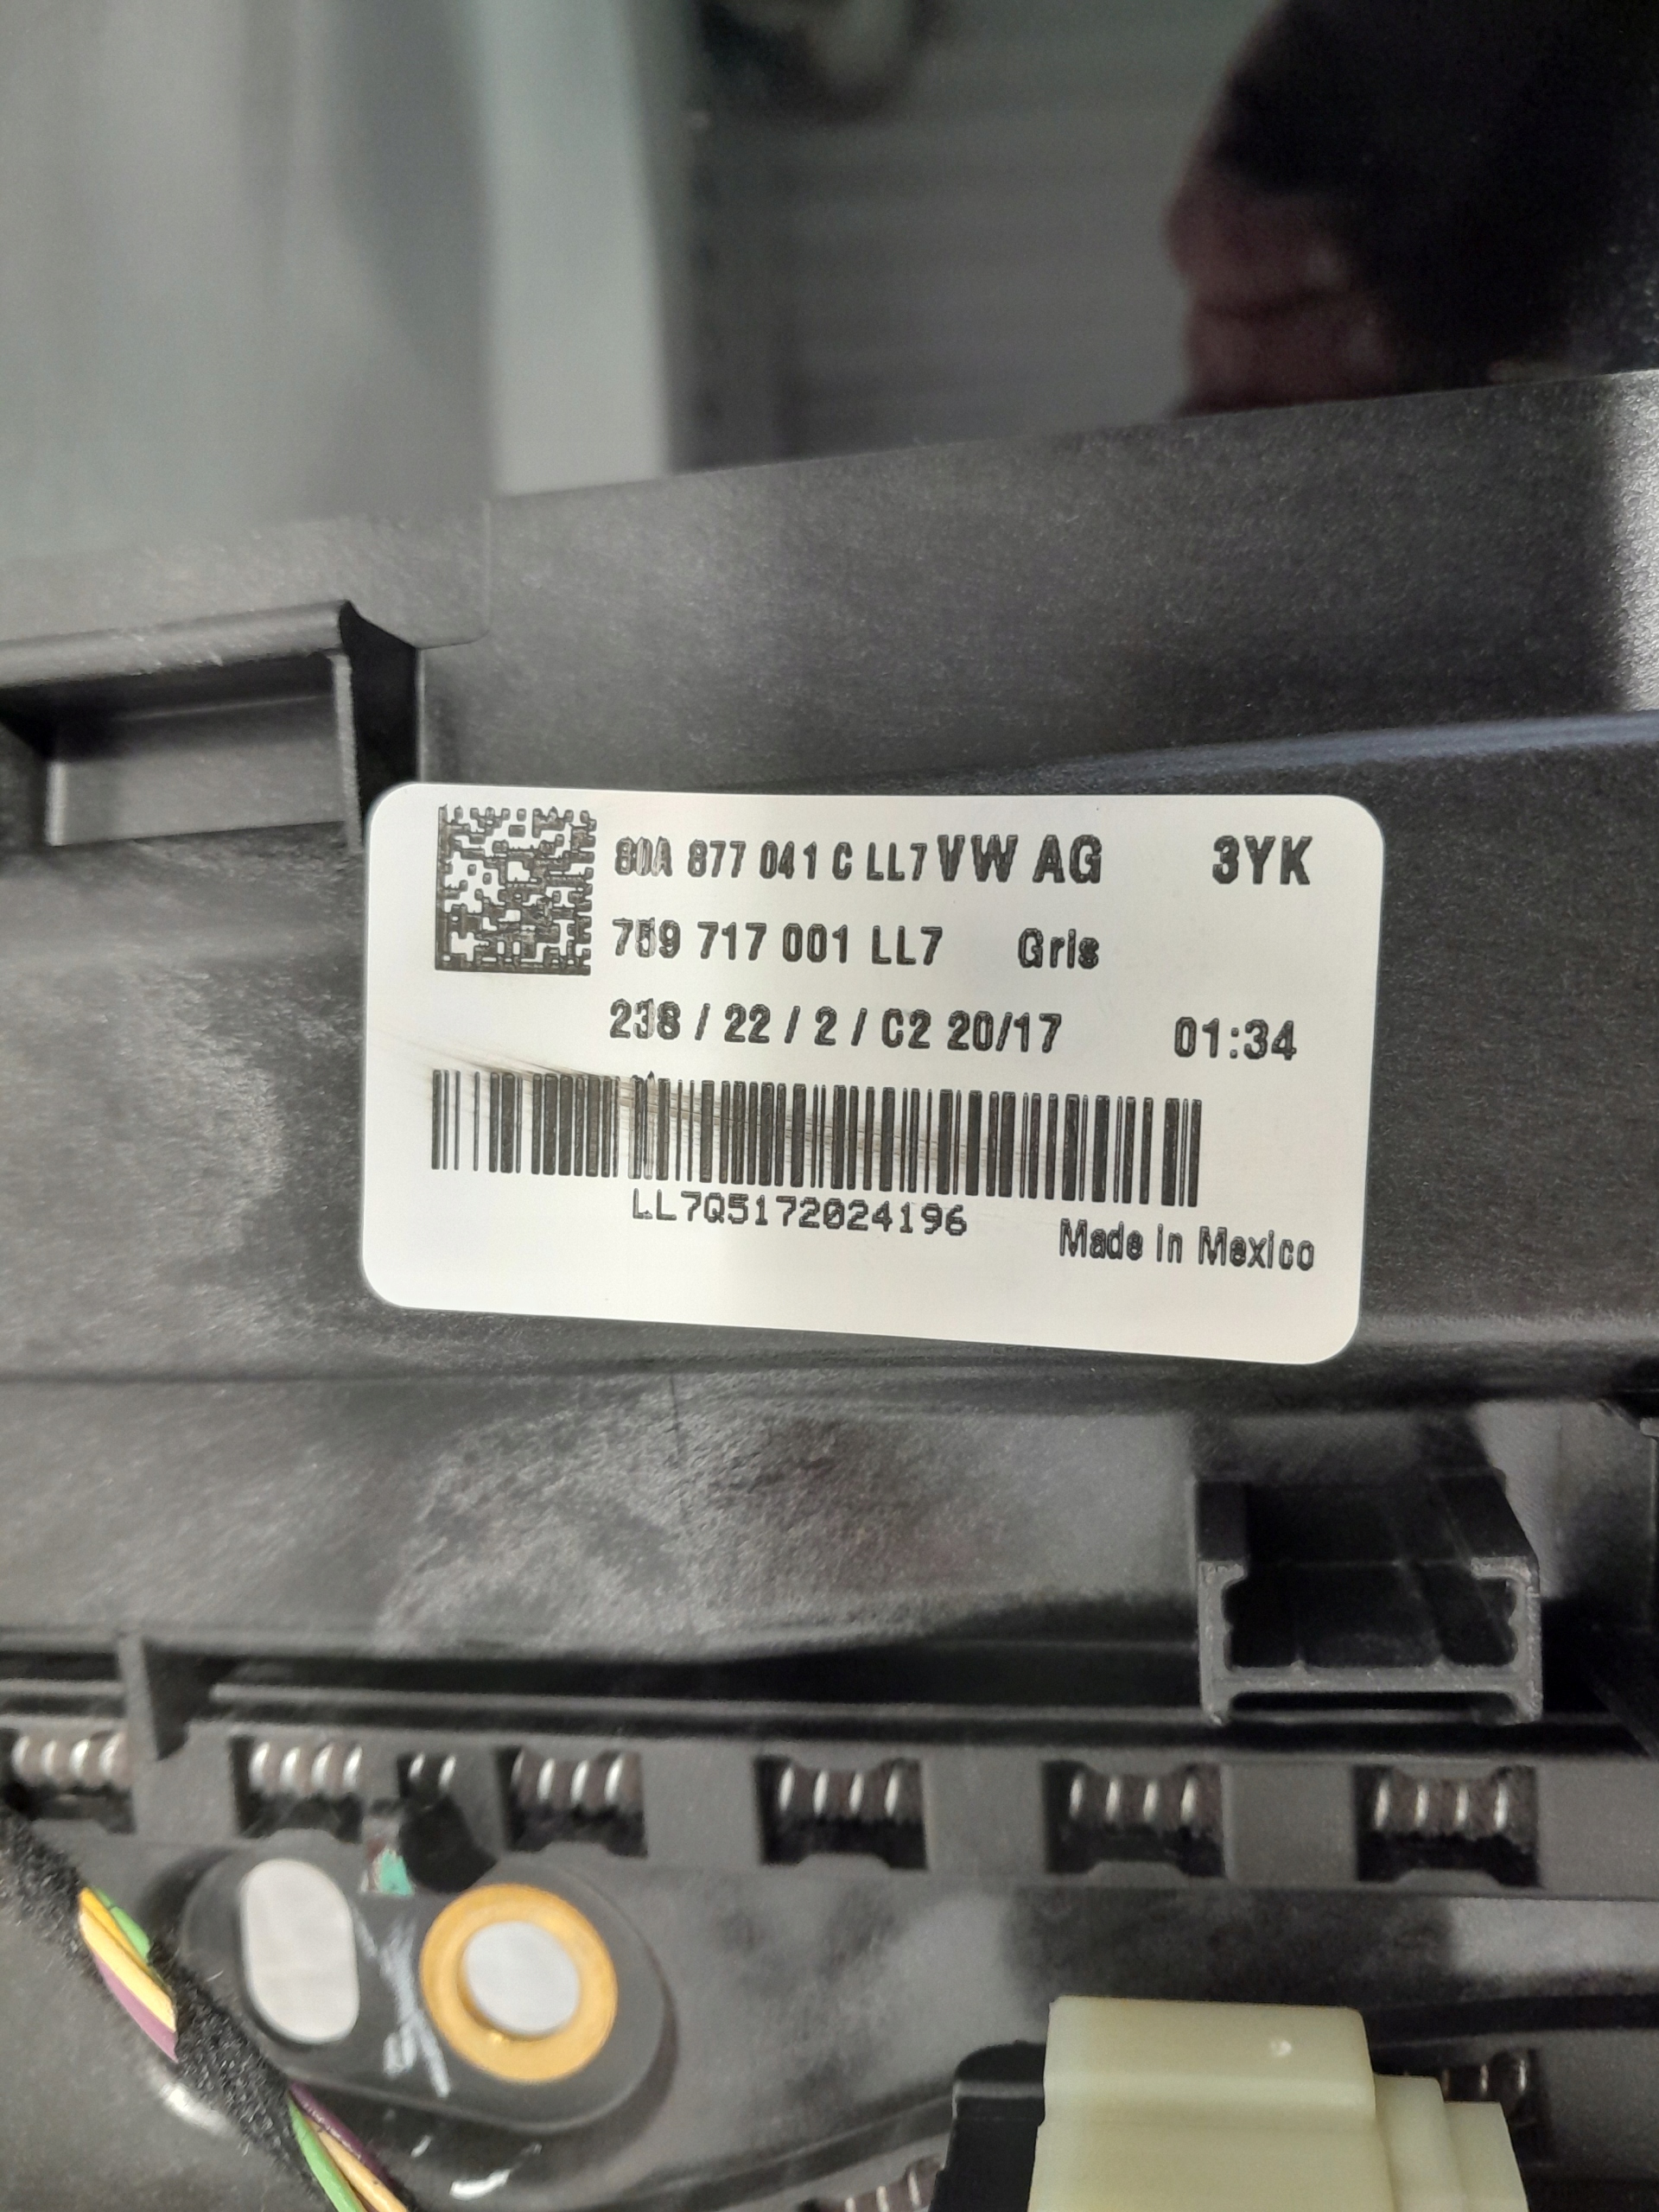 80A 877 041 C LL7 VW AG 3YK
759 717 001 LL7 Gris
238 / 22 / 2 / C2 20/17 01:34
LL7Q5172024196
Made in Mexico